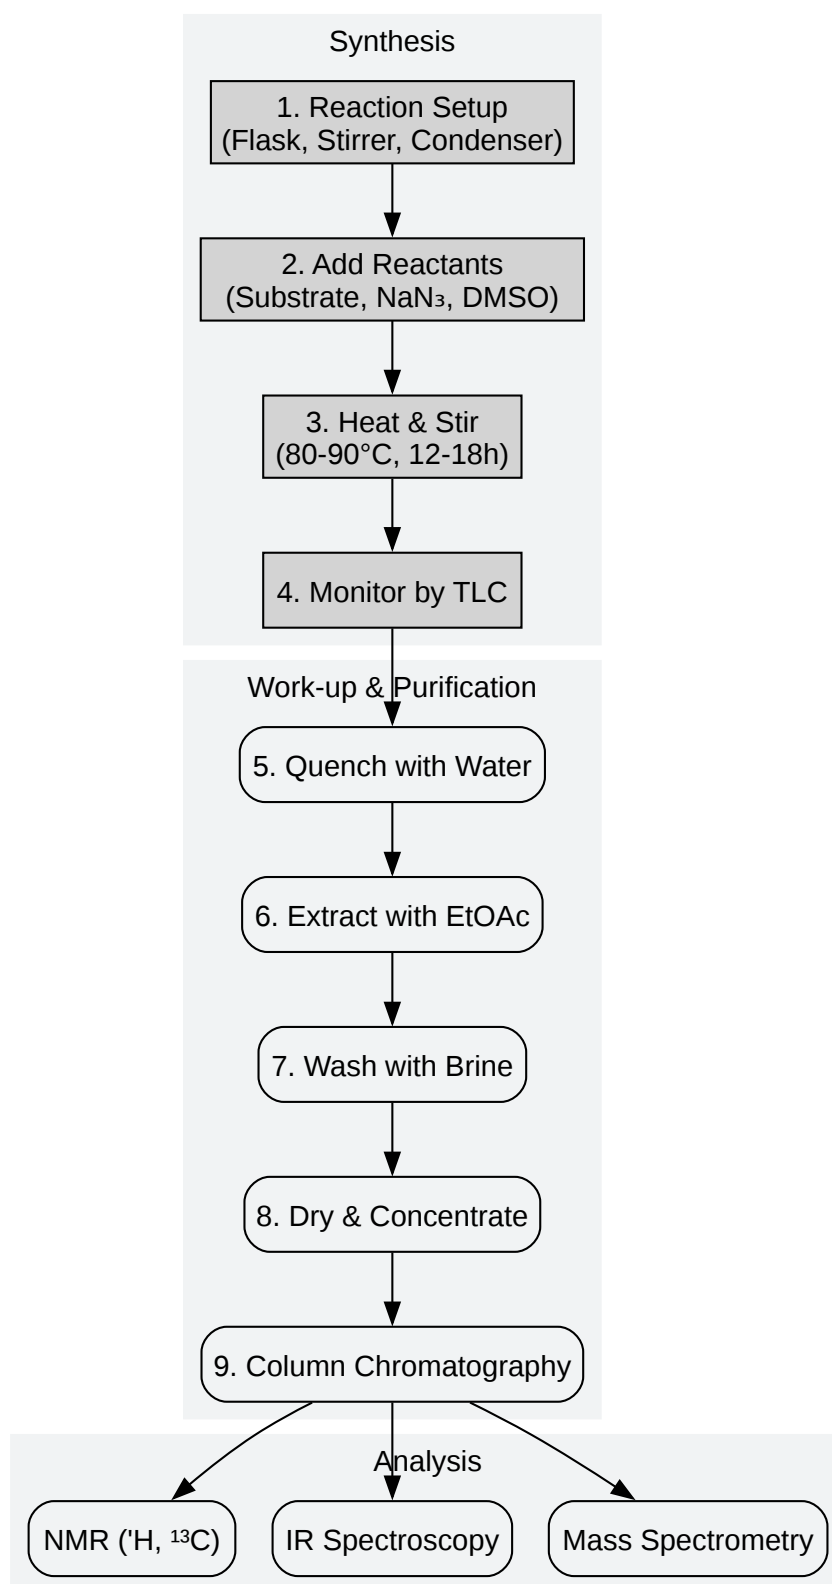 Synthesis
1. Reaction Setup
(Flask, Stirrer, Condenser)
2. Add Reactants
(Substrate, NaN₃, DMSO)
3. Heat & Stir
(80-90°C, 12-18h)
4. Monitor by TLC
Work-up & Purification
5. Quench with Water
6. Extract with EtOAc
7. Wash with Brine
8. Dry & Concentrate
9. Column Chromatography
Analysis
NMR ('H, ¹³C)
IR Spectroscopy
Mass Spectrometry